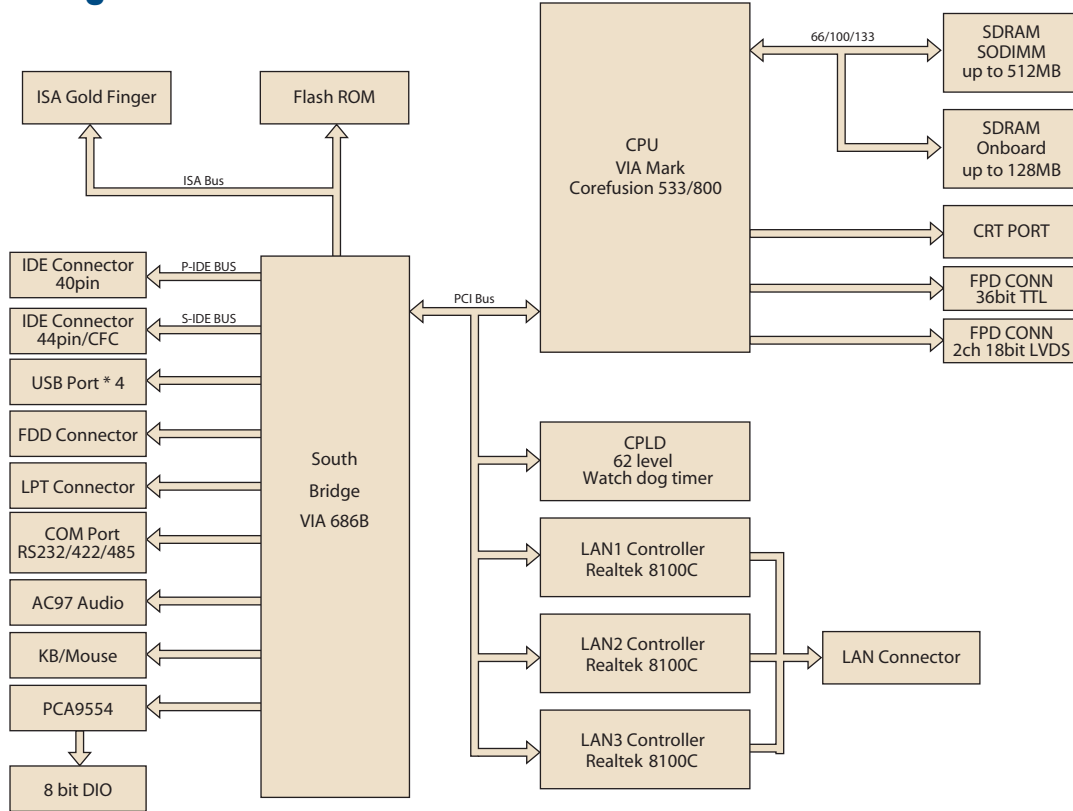 ISA Gold Finger
Flash ROM
ISA Bus
CPU
VIA Mark
Corefusion 533/800
66/100/133
SDRAM
SODIMM
up to 512MB
SDRAM
Onboard
up to 128MB
CRT PORT
FPD CONN
36bit TTL
FPD CONN
2ch 18bit LVDS
PCI Bus
IDE Connector
40pin
P-IDE BUS
IDE Connector
44pin/CFC
S-IDE BUS
USB Port * 4
FDD Connector
LPT Connector
COM Port
RS232/422/485
AC97 Audio
KB/Mouse
PCA9554
8 bit DIO
South
Bridge
VIA 686B
CPLD
62 level
Watch dog timer
LAN1 Controller
Realtek 8100C
LAN2 Controller
Realtek 8100C
LAN3 Controller
Realtek 8100C
LAN Connector